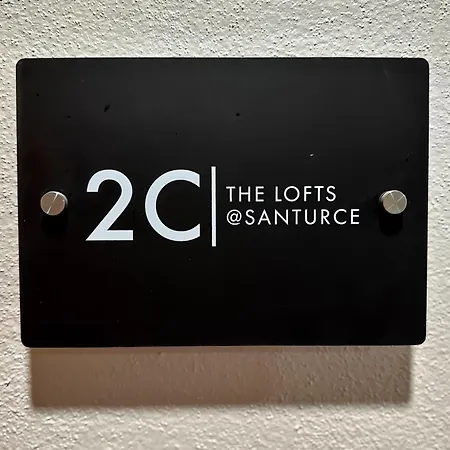 2C
THE LOFTS
@SANTURCE